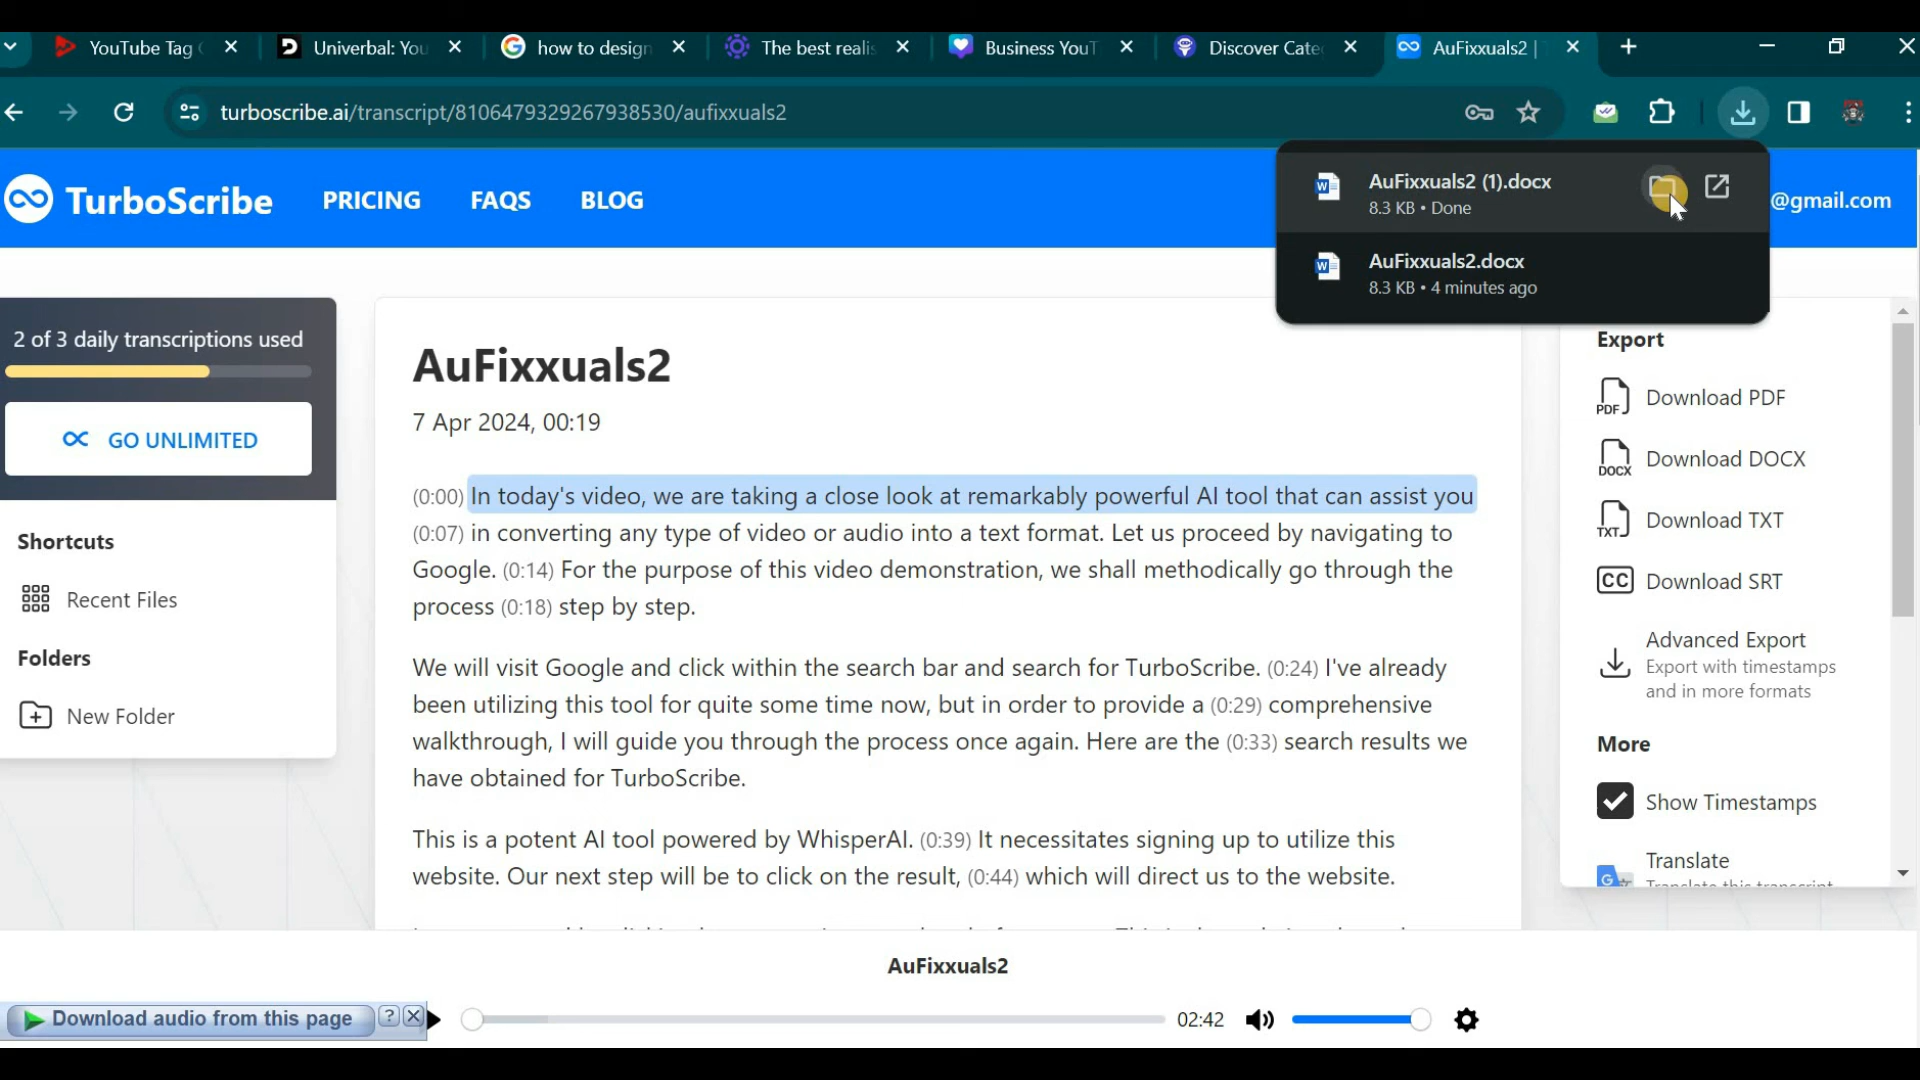 YouTube Tag
Univerbal: You
how to design
The best realis
Business YouT
Discover Cate
AuFixxuals2 |
turboscribe.ai/transcript/8106479329267938530/aufixxuals2
TurboScribe
PRICING
FAQS
BLOG
@gmail.com
AuFixxuals2 (1).docx
8.3 KB • Done
AuFixxuals2.docx
8.3 KB • 4 minutes ago
2 of 3 daily transcriptions used
GO UNLIMITED
Shortcuts
Recent Files
Folders
New Folder
AuFixxuals2
7 Apr 2024, 00:19
(0:00) In today's video, we are taking a close look at remarkably powerful AI tool that can assist you
(0:07) in converting any type of video or audio into a text format. Let us proceed by navigating to
Google. (0:14) For the purpose of this video demonstration, we shall methodically go through the
process (0:18) step by step.
We will visit Google and click within the search bar and search for TurboScribe. (0:24) I've already
been utilizing this tool for quite some time now, but in order to provide a (0:29) comprehensive
walkthrough, I will guide you through the process once again. Here are the (0:33) search results we
have obtained for TurboScribe.
This is a potent AI tool powered by WhisperAI. (0:39) It necessitates signing up to utilize this
website. Our next step will be to click on the result, (0:44) which will direct us to the website.
Export
PDF Download PDF
DOCX Download DOCX
TXT Download TXT
CC Download SRT
Advanced Export
Export with timestamps
and in more formats
More
Show Timestamps
Translate
Translate this transcript
AuFixxuals2
Download audio from this page ?
02:42